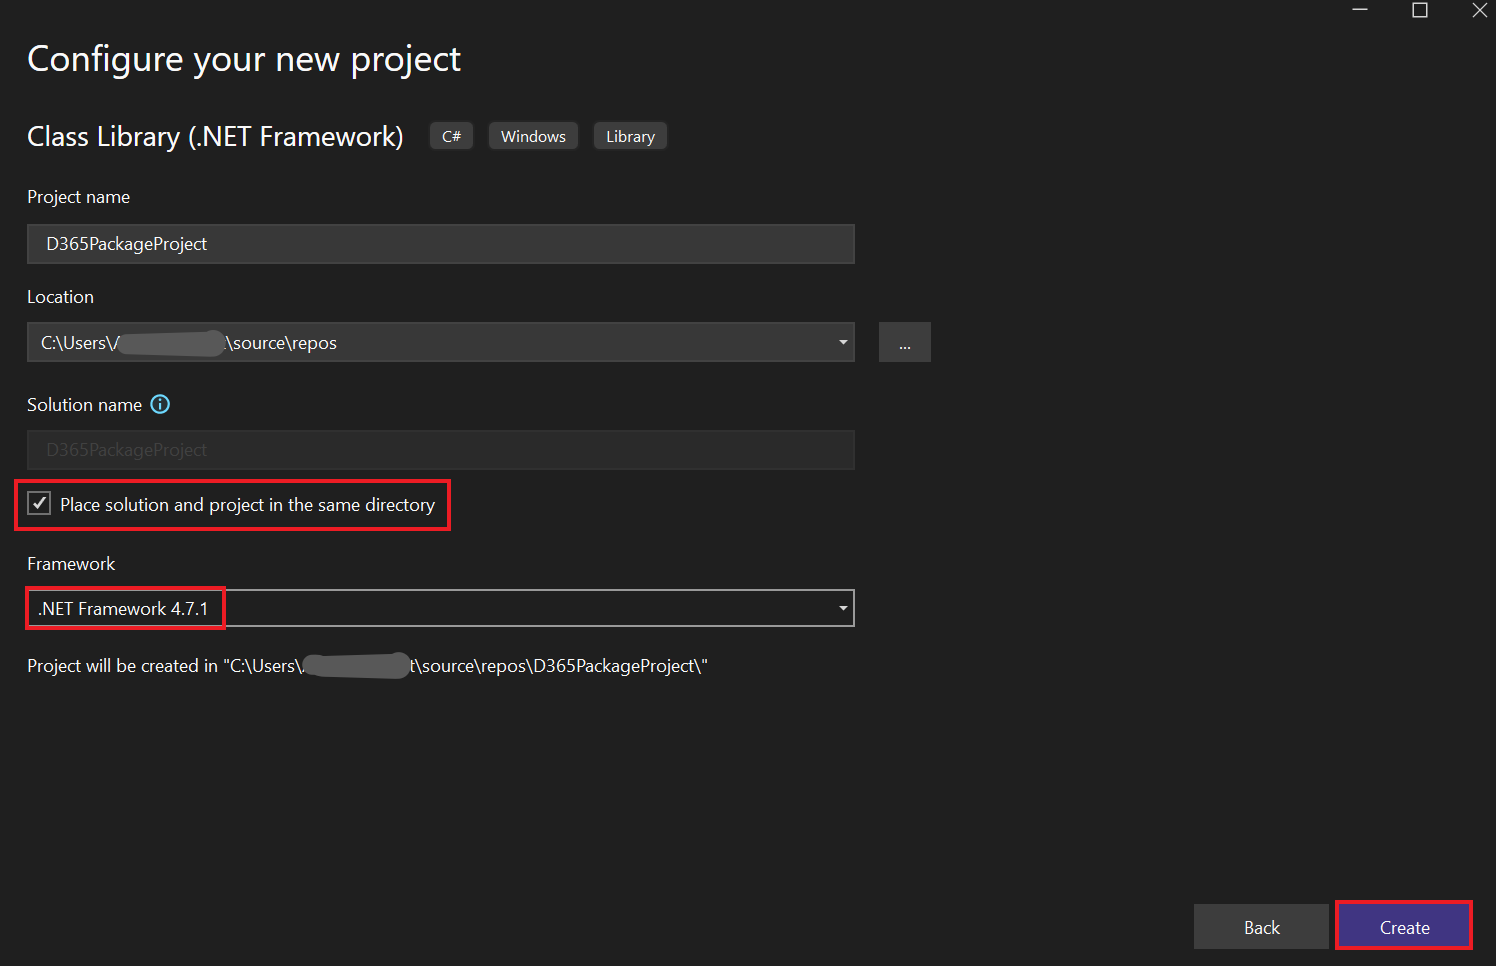 Configure your new project
Class Library (.NET Framework) C# Windows Library
Project name
D365PackageProject
Location
C:\Users\ \source\repos
...
Solution name
D365PackageProject
Place solution and project in the same directory
Framework
.NET Framework 4.7.1
Project will be created in "C:\Users\ t\source\repos\D365PackageProject\"
Back Create